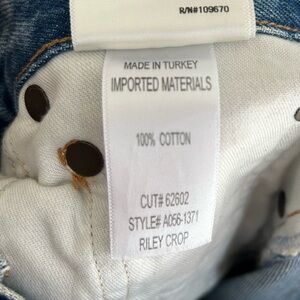 R/N#109670
MADE IN TURKEY
IMPORTED MATERIALS
100% COTTON
CUT# 62602
STYLE# A056-1371
RILEY CROP